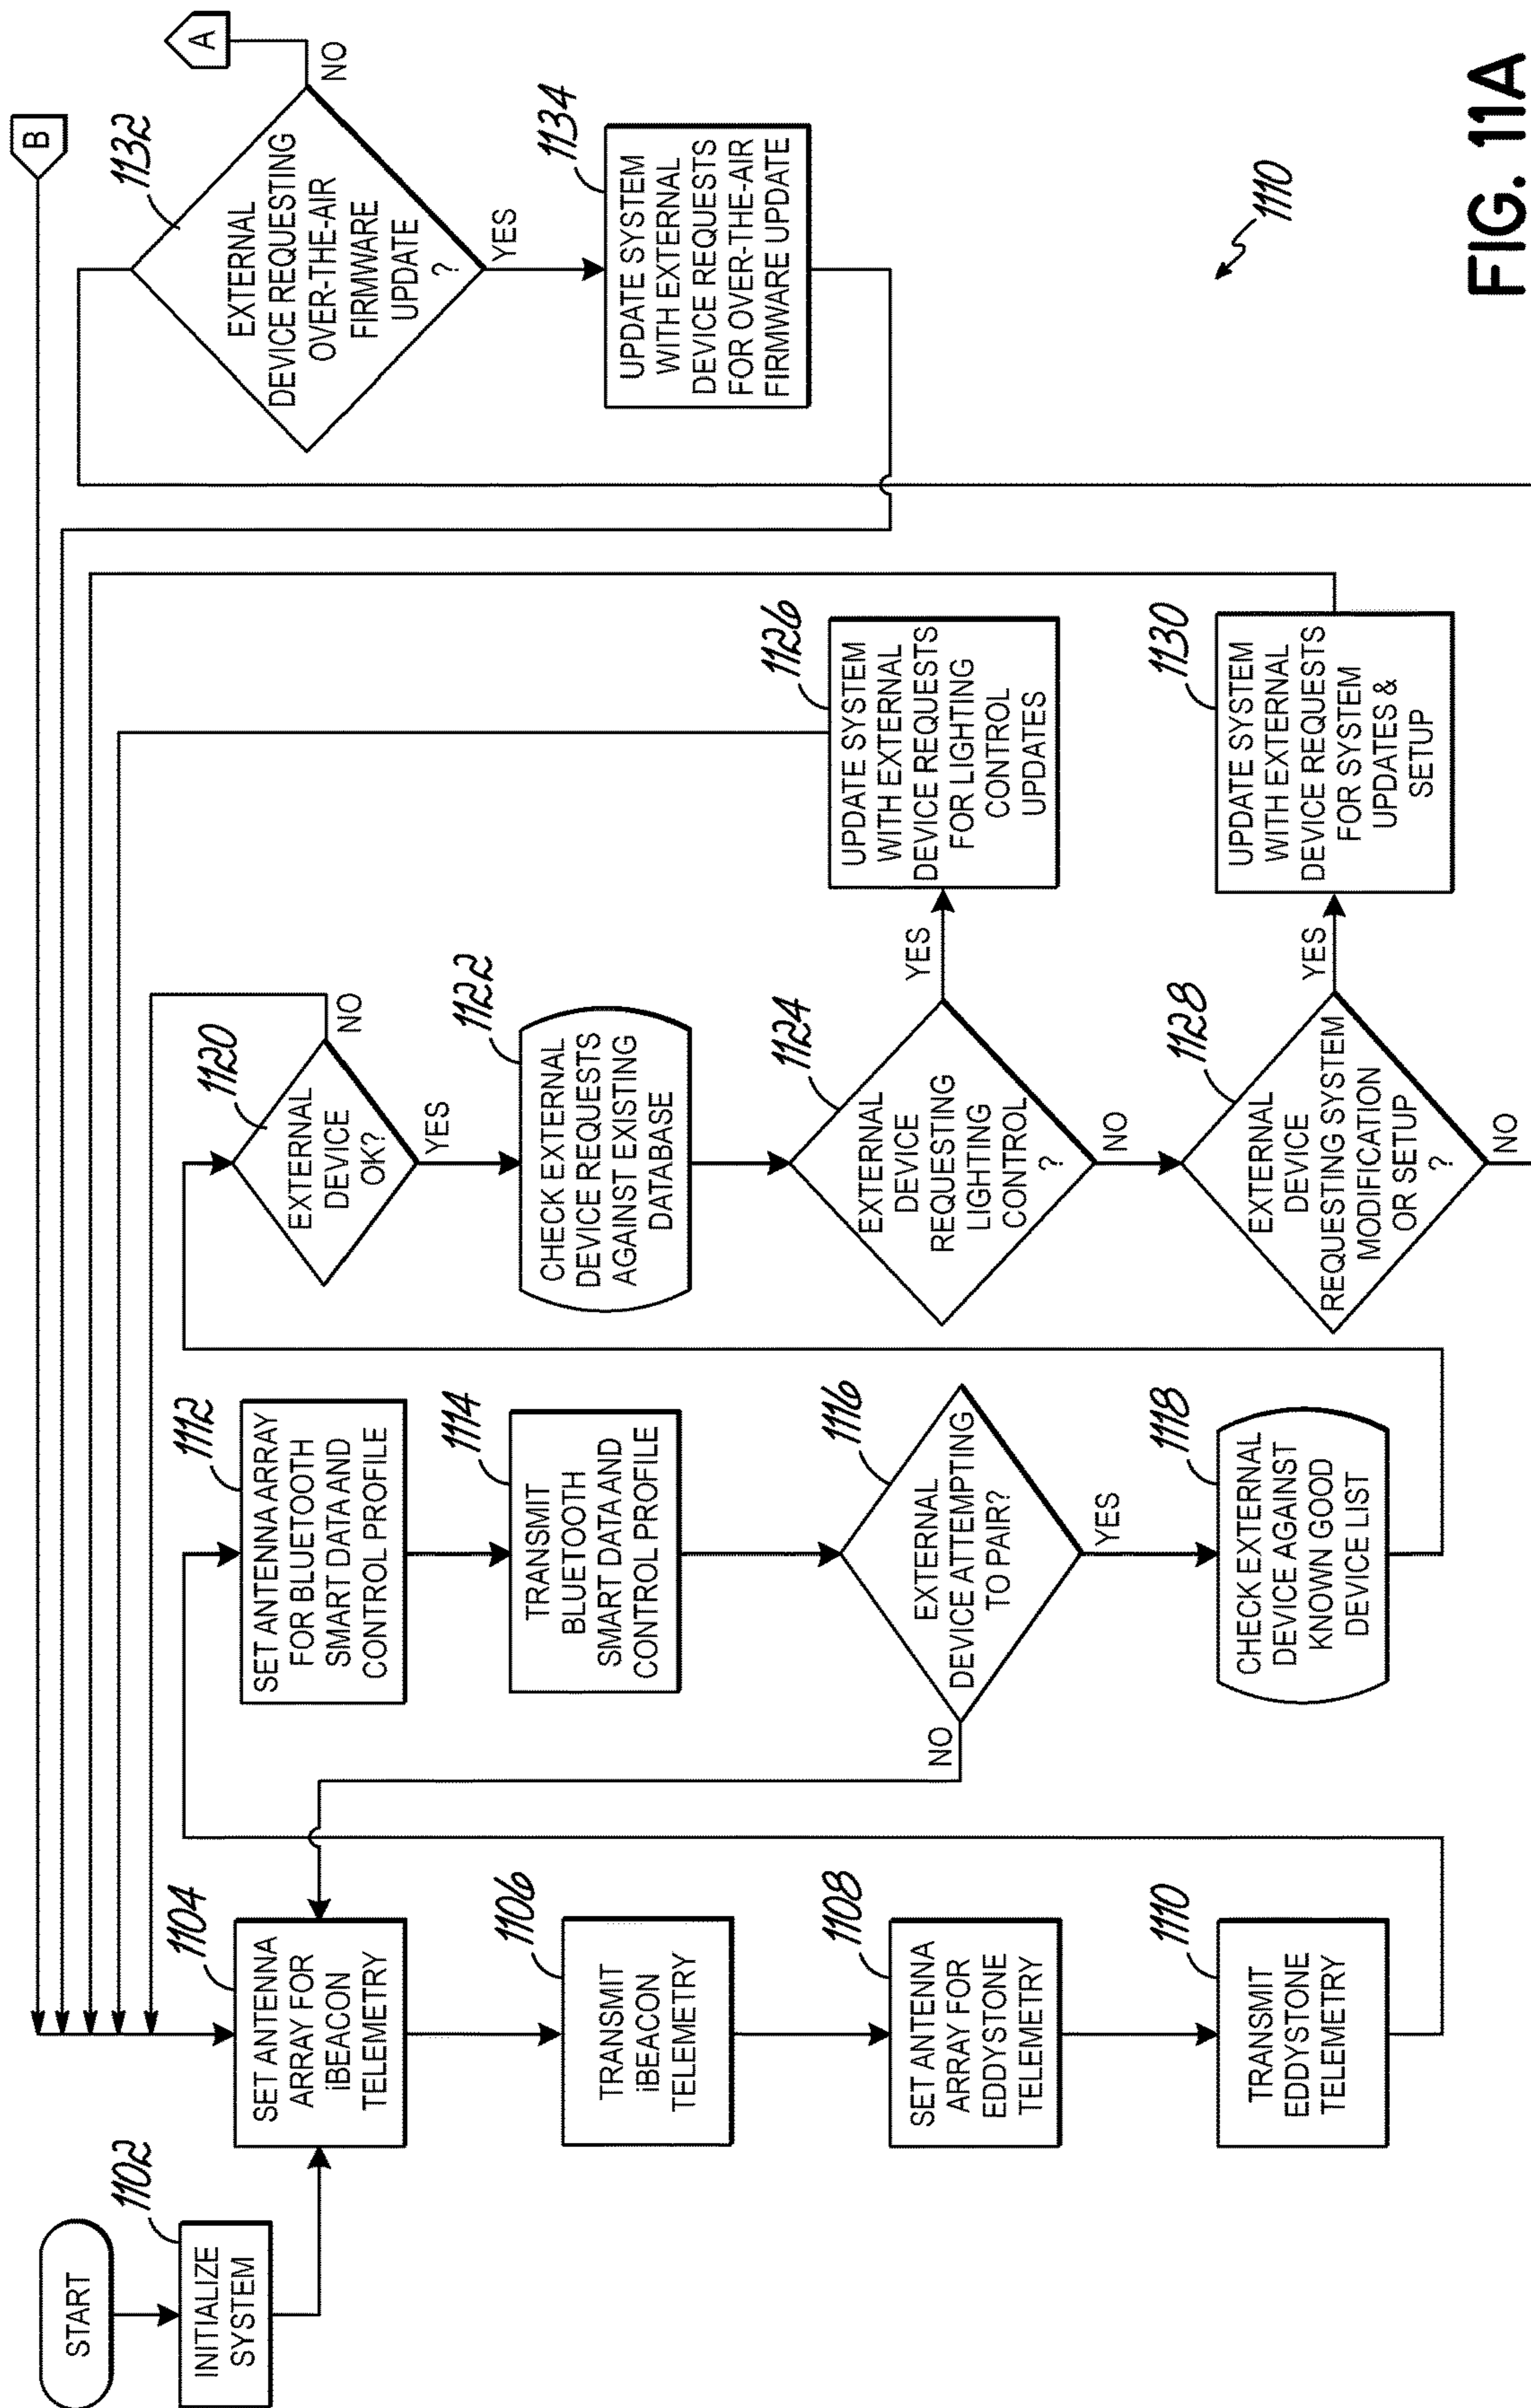 START
1102
INITIALIZE
SYSTEM
1104
SET ANTENNA
ARRAY FOR
iBEACON
TELEMETRY
1106
TRANSMIT
iBEACON
TELEMETRY
1108
SET ANTENNA
ARRAY FOR
EDDYSTONE
TELEMETRY
1110
TRANSMIT
EDDYSTONE
TELEMETRY
1112
SET ANTENNA ARRAY
FOR BLUETOOTH
SMART DATA AND
CONTROL PROFILE
1114
TRANSMIT
BLUETOOTH
SMART DATA AND
CONTROL PROFILE
1116
EXTERNAL
DEVICE ATTEMPTING
TO PAIR?
NO
YES
1118
CHECK EXTERNAL
DEVICE AGAINST
KNOWN GOOD
DEVICE LIST
1120
EXTERNAL
DEVICE
OK?
NO
YES
1122
CHECK EXTERNAL
DEVICE REQUESTS
AGAINST EXISTING
DATABASE
1124
EXTERNAL
DEVICE
REQUESTING
LIGHTING
CONTROL
?
YES
NO
1126
UPDATE SYSTEM
WITH EXTERNAL
DEVICE REQUESTS
FOR LIGHTING
CONTROL
UPDATES
1128
EXTERNAL
DEVICE
REQUESTING SYSTEM
MODIFICATION
OR SETUP
?
YES
NO
1130
UPDATE SYSTEM
WITH EXTERNAL
DEVICE REQUESTS
FOR SYSTEM
UPDATES &
SETUP
B
1132
EXTERNAL
DEVICE REQUESTING
OVER-THE-AIR
FIRMWARE
UPDATE
?
NO
A
YES
1134
UPDATE SYSTEM
WITH EXTERNAL
DEVICE REQUESTS
FOR OVER-THE-AIR
FIRMWARE UPDATE
1110
FIG. 11A